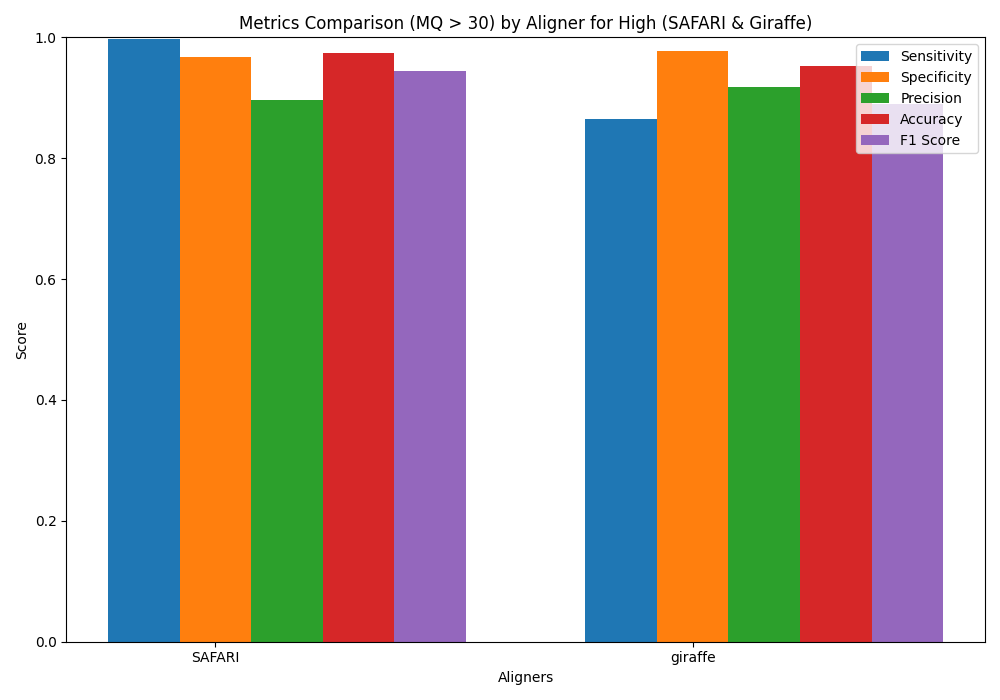 Metrics Comparison (MQ > 30) by Aligner for High (SAFARI & Giraffe)
Score
1.0
0.8
0.6
0.4
0.2
0.0
Sensitivity
Specificity
Precision
Accuracy
F1 Score
SAFARI
giraffe
Aligners